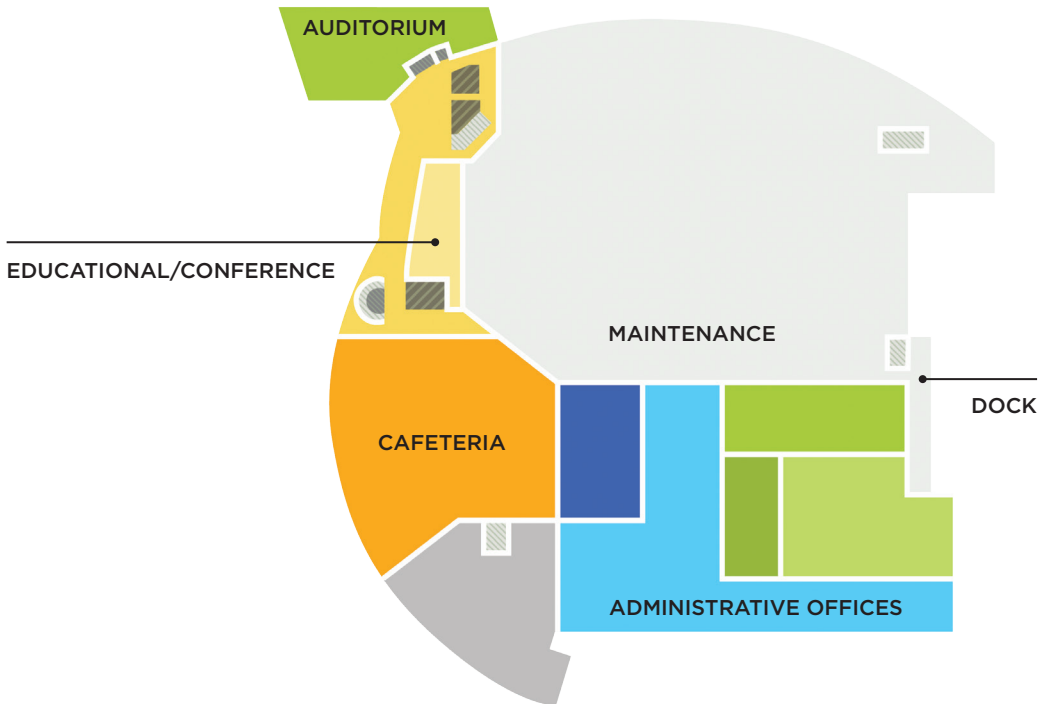 AUDITORIUM
EDUCATIONAL/CONFERENCE
MAINTENANCE
DOCK
CAFETERIA
ADMINISTRATIVE OFFICES